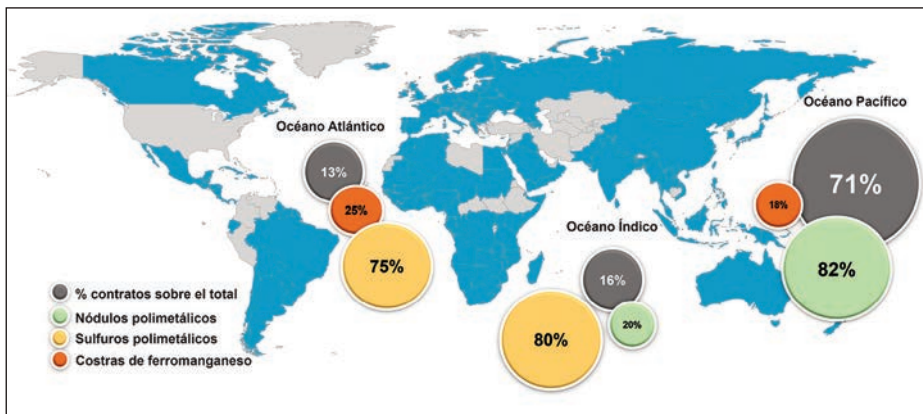 Océano Pacífico
Océano Atlántico
13%
71%
25%
18%
Océano Índico
75%
82%
16%
% contratos sobre el total
Nódulos polimetálicos
20%
Sulfuros polimetálicos
80%
Costras de ferromanganeso